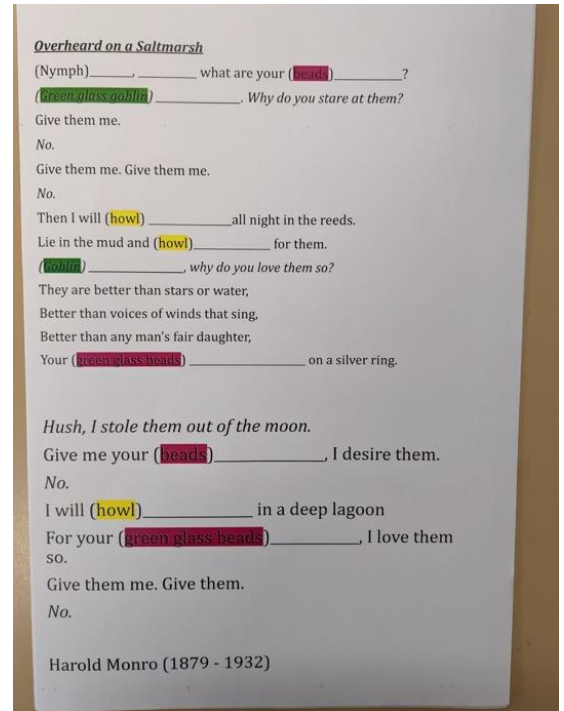 Overheard on a Saltmarsh
(Nymph)_____, ________ what are your (beads)_________?
(Green glass goblin) ___________. Why do you stare at them?
Give them me.
No.
Give them me. Give them me.
No.
Then I will (howl) ___________all night in the reeds.
Lie in the mud and (howl)__________ for them.
(Goblin) ____________, why do you love them so?
They are better than stars or water,
Better than voices of winds that sing,
Better than any man's fair daughter,
Your (green glass beads) _______________ on a silver ring.
Hush, I stole them out of the moon.
Give me your (beads)____________, I desire them.
No.
I will (howl)____________ in a deep lagoon
For your (green glass beads)__________, I love them
so.
Give them me. Give them.
No.
Harold Monro (1879 - 1932)